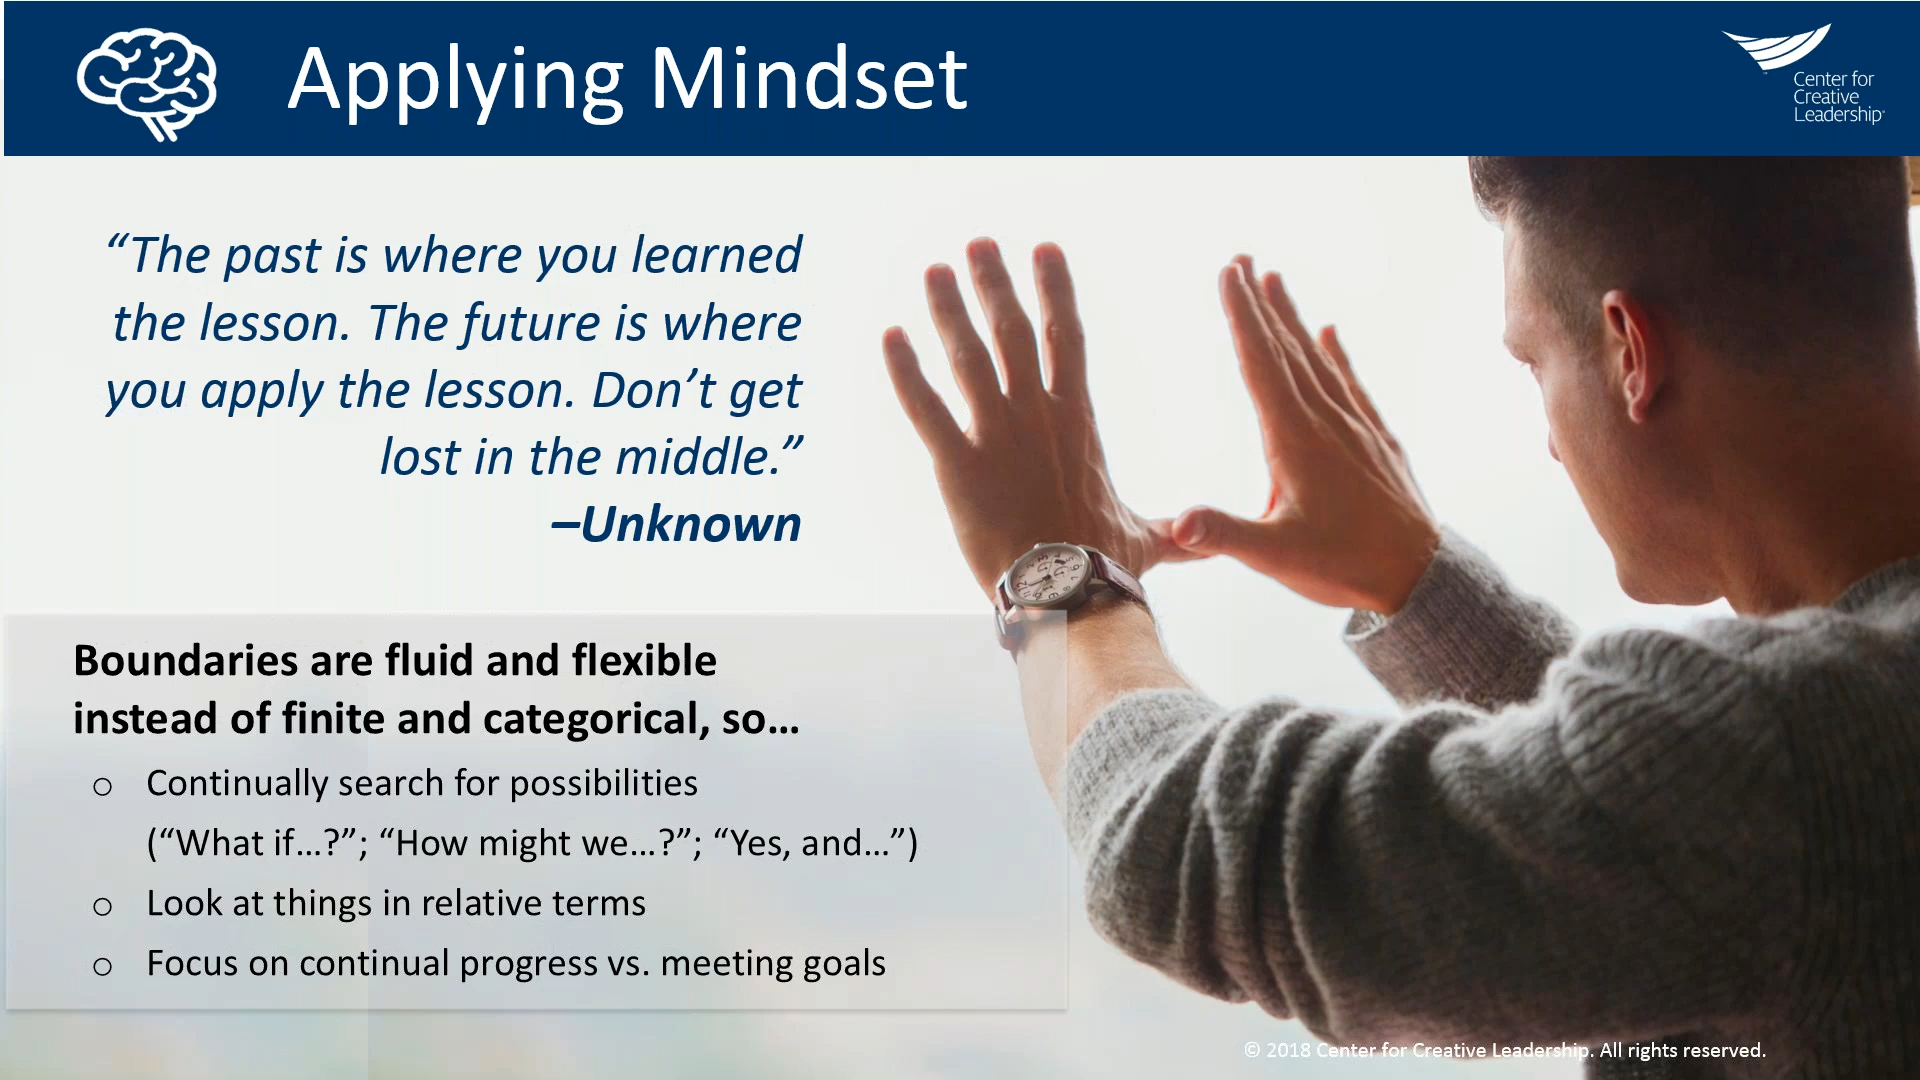 Applying Mindset
Center for
Creative
Leadership
“The past is where you learned
the lesson. The future is where
you apply the lesson. Don’t get
lost in the middle.”
–Unknown
Boundaries are fluid and flexible
instead of finite and categorical, so…
o Continually search for possibilities
(“What if…?”; “How might we…?”; “Yes, and…”)
o Look at things in relative terms
o Focus on continual progress vs. meeting goals
© 2018 Center for Creative Leadership. All rights reserved.